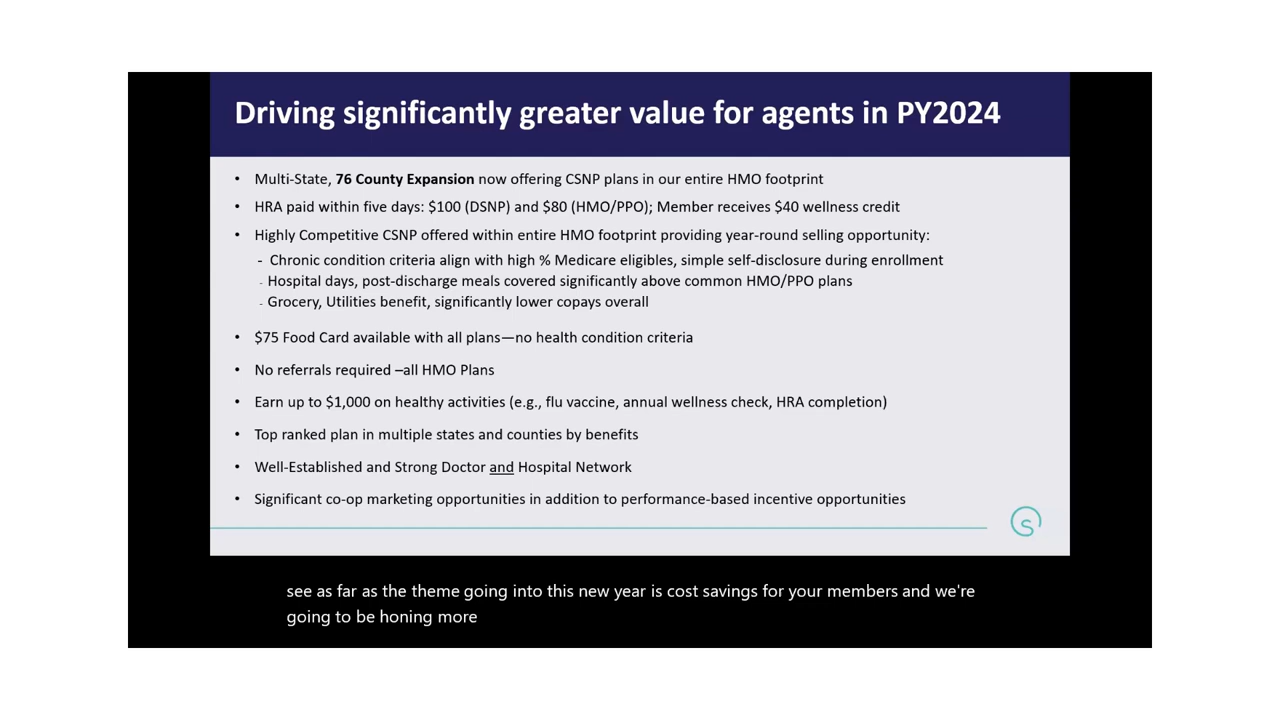 Driving significantly greater value for agents in PY2024
• Multi-State, 76 County Expansion now offering CSNP plans in our entire HMO footprint
• HRA paid within five days: $100 (DSNP) and $80 (HMO/PPO); Member receives $40 wellness credit
• Highly Competitive CSNP offered within entire HMO footprint providing year-round selling opportunity:
- Chronic condition criteria align with high % Medicare eligibles, simple self-disclosure during enrollment
- Hospital days, post-discharge meals covered significantly above common HMO/PPO plans
- Grocery, Utilities benefit, significantly lower copays overall
• $75 Food Card available with all plans—no health condition criteria
• No referrals required –all HMO Plans
• Earn up to $1,000 on healthy activities (e.g., flu vaccine, annual wellness check, HRA completion)
• Top ranked plan in multiple states and counties by benefits
• Well-Established and Strong Doctor and Hospital Network
• Significant co-op marketing opportunities in addition to performance-based incentive opportunities
S
see as far as the theme going into this new year is cost savings for your members and we're
going to be honing more